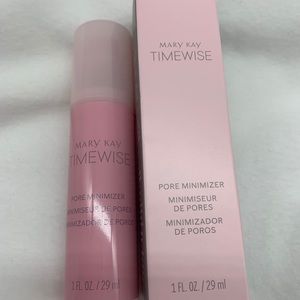 MARY KAY
TIMEWISE
PORE MINIMIZER
MINIMISEUR DE PORES
MINIMIZADOR DE POROS
MARY KAY
TIMEWISE
PORE MINIMIZER
MINIMISEUR
DE PORES
MINIMIZADOR
DE POROS
1 FL. OZ. / 29 ml
1 FL. OZ. / 29 ml